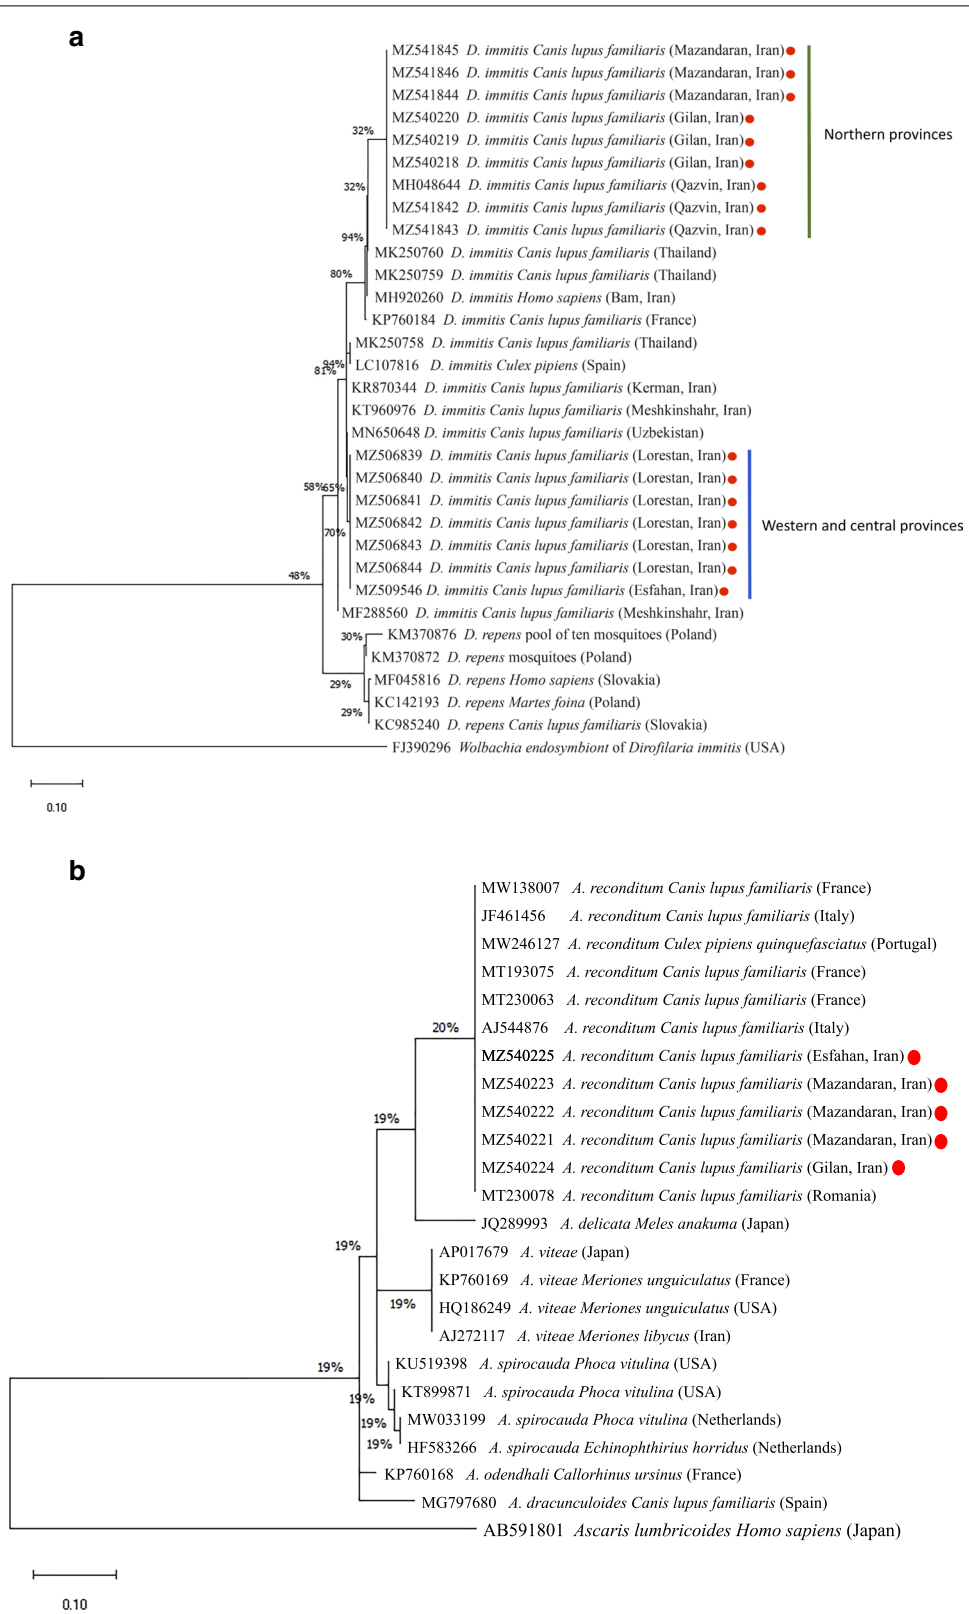 a
MZ541845 D. immitis Canis lupus familiaris (Mazandaran, Iran)
MZ541846 D. immitis Canis lupus familiaris (Mazandaran, Iran)
MZ541844 D. immitis Canis lupus familiaris (Mazandaran, Iran)
MZ540220 D. immitis Canis lupus familiaris (Gilan, Iran)
32%
Northern provinces
MZ540219 D. immitis Canis lupus familiaris (Gilan, Iran)
MZ540218 D. immitis Canis lupus familiaris (Gilan, Iran)
32%
MH048644 D. immitis Canis lupus familiaris (Qazvin, Iran)
MZ541842 D. immitis Canis lupus familiaris (Qazvin, Iran)
MZ541843 D. immitis Canis lupus familiaris (Qazvin, Iran)
94%
MK250760 D. immitis Canis lupus familiaris (Thailand)
80%
MK250759 D. immitis Canis lupus familiaris (Thailand)
MH920260 D. immitis Homo sapiens (Bam, Iran)
KP760184 D. immitis Canis lupus familiaris (France)
MK250758 D. immitis Canis lupus familiaris (Thailand)
94%
81%
LC107816 D. immitis Culex pipiens (Spain)
KR870344 D. immitis Canis lupus familiaris (Kerman, Iran)
KT960976 D. immitis Canis lupus familiaris (Meshkinshahr, Iran)
MN650648 D. immitis Canis lupus familiaris (Uzbekistan)
MZ506839 D. immitis Canis lupus familiaris (Lorestan, Iran)
MZ506840 D. immitis Canis lupus familiaris (Lorestan, Iran)
58%
65%
MZ506841 D. immitis Canis lupus familiaris (Lorestan, Iran)
MZ506842 D. immitis Canis lupus familiaris (Lorestan, Iran)
Western and central provinces
70%
MZ506843 D. immitis Canis lupus familiaris (Lorestan, Iran)
MZ506844 D. immitis Canis lupus familiaris (Lorestan, Iran)
48%
MZ509546 D. immitis Canis lupus familiaris (Esfahan, Iran)
MF288560 D. immitis Canis lupus familiaris (Meshkinshahr, Iran)
30%
KM370876 D. repens pool of ten mosquitoes (Poland)
KM370872 D. repens mosquitoes (Poland)
29%
MF045816 D. repens Homo sapiens (Slovakia)
KC142193 D. repens Martes foina (Poland)
29%
KC985240 D. repens Canis lupus familiaris (Slovakia)
FJ390296 Wolbachia endosymbiont of Dirofilaria immitis (USA)
0.10
b
MW138007 A. reconditum Canis lupus familiaris (France)
JF461456 A. reconditum Canis lupus familiaris (Italy)
MW246127 A. reconditum Culex pipiens quinquefasciatus (Portugal)
MT193075 A. reconditum Canis lupus familiaris (France)
MT230063 A. reconditum Canis lupus familiaris (France)
20%
AJ544876 A. reconditum Canis lupus familiaris (Italy)
MZ540225 A. reconditum Canis lupus familiaris (Esfahan, Iran)
MZ540223 A. reconditum Canis lupus familiaris (Mazandaran, Iran)
19%
MZ540222 A. reconditum Canis lupus familiaris (Mazandaran, Iran)
MZ540221 A. reconditum Canis lupus familiaris (Mazandaran, Iran)
MZ540224 A. reconditum Canis lupus familiaris (Gilan, Iran)
MT230078 A. reconditum Canis lupus familiaris (Romania)
JQ289993 A. delicata Meles anakuma (Japan)
19%
AP017679 A. viteae (Japan)
KP760169 A. viteae Meriones unguiculatus (France)
19%
HQ186249 A. viteae Meriones unguiculatus (USA)
AJ272117 A. viteae Meriones libycus (Iran)
19%
KU519398 A. spirocauda Phoca vitulina (USA)
19%
KT899871 A. spirocauda Phoca vitulina (USA)
19%
MW033199 A. spirocauda Phoca vitulina (Netherlands)
19%
HF583266 A. spirocauda Echinophthirius horridus (Netherlands)
KP760168 A. odendhali Callorhinus ursinus (France)
MG797680 A. dracunculoides Canis lupus familiaris (Spain)
AB591801 Ascaris lumbricoides Homo sapiens (Japan)
0.10